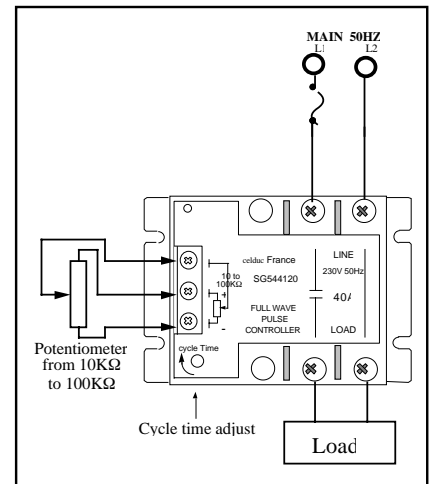 MAIN 50HZ
L1 L2
celduc France
LINE
230V 50Hz
10 to
100KΩ
SG544120
+
40A
FULL WAVE
PULSE
CONTROLLER
-
LOAD
cycle Time
Potentiometer
from 10KΩ
to 100KΩ
Cycle time adjust
Load